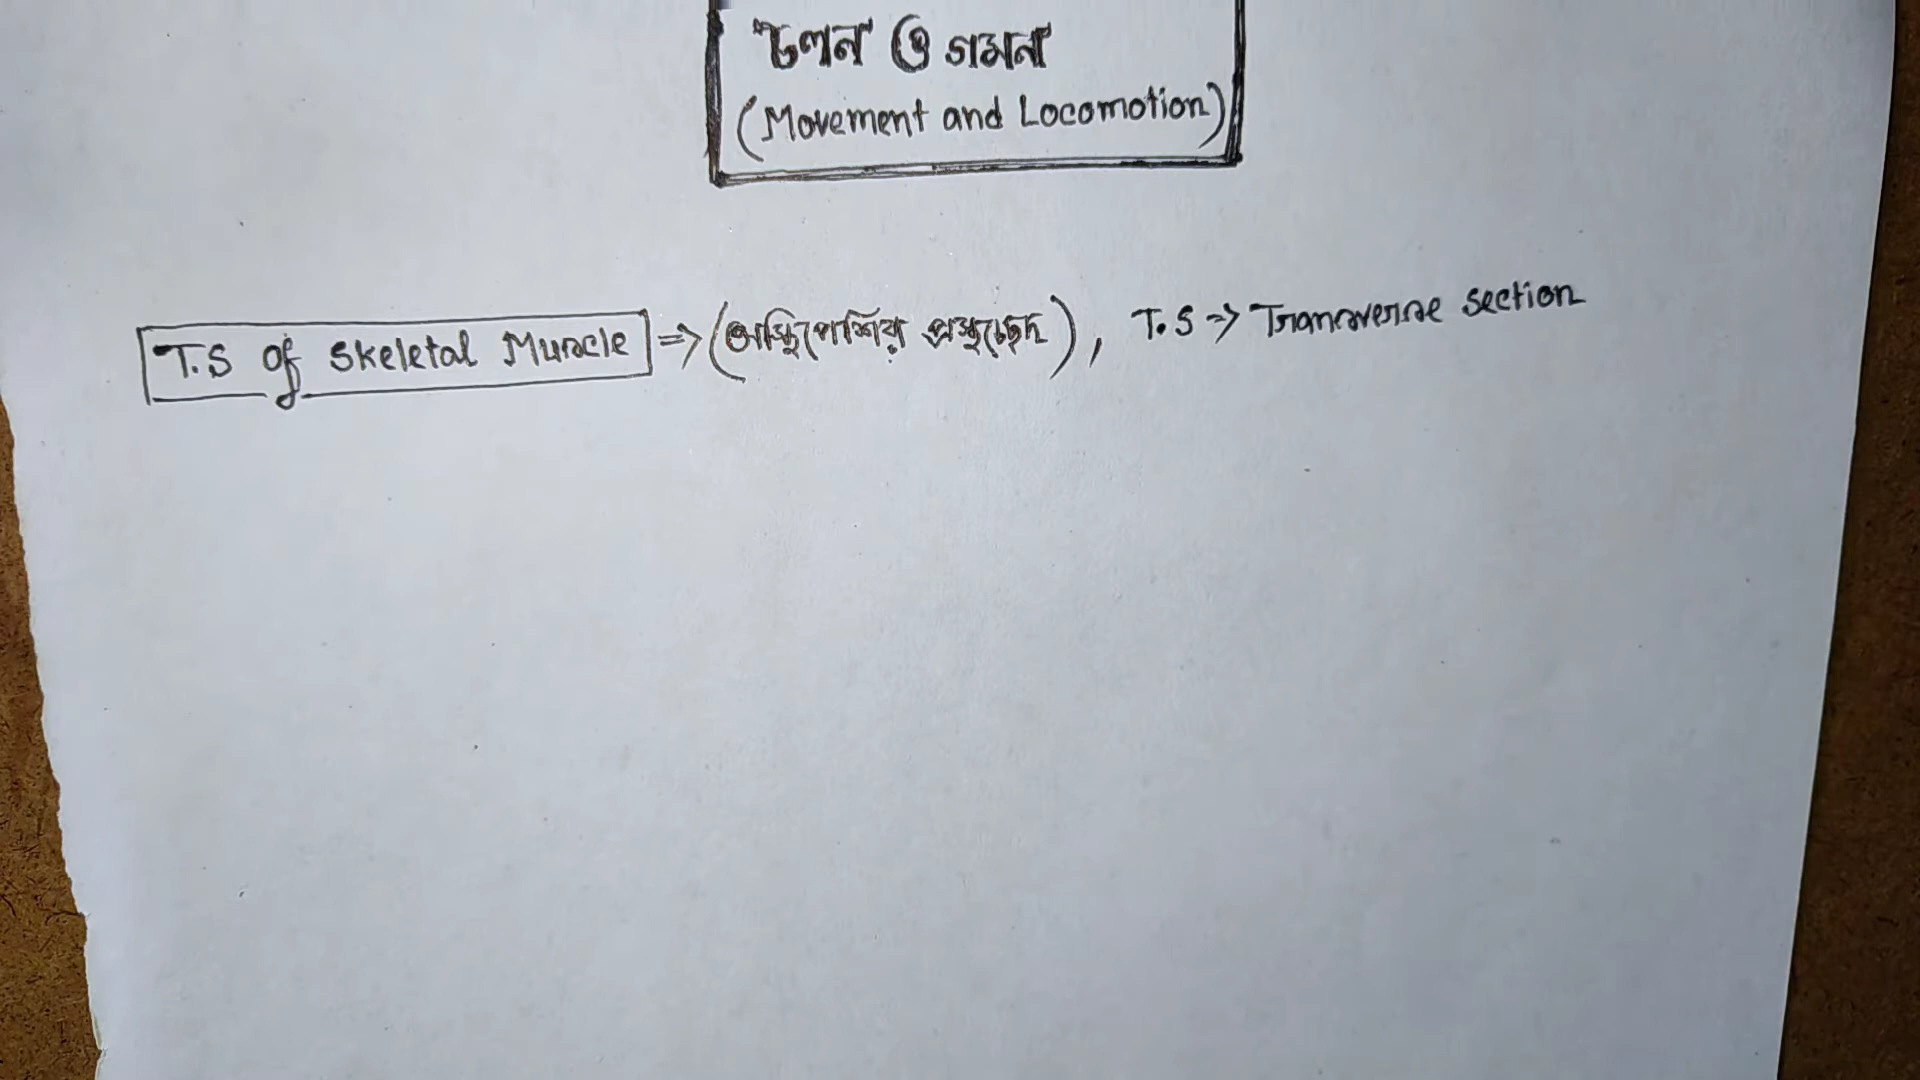 চলন ও গমন
(Movement and Locomotion)
T.S of Skeletal Muscle ⇒ (অস্থিপেশির প্রস্থচ্ছেদ), T.S ⇒ Transverse section